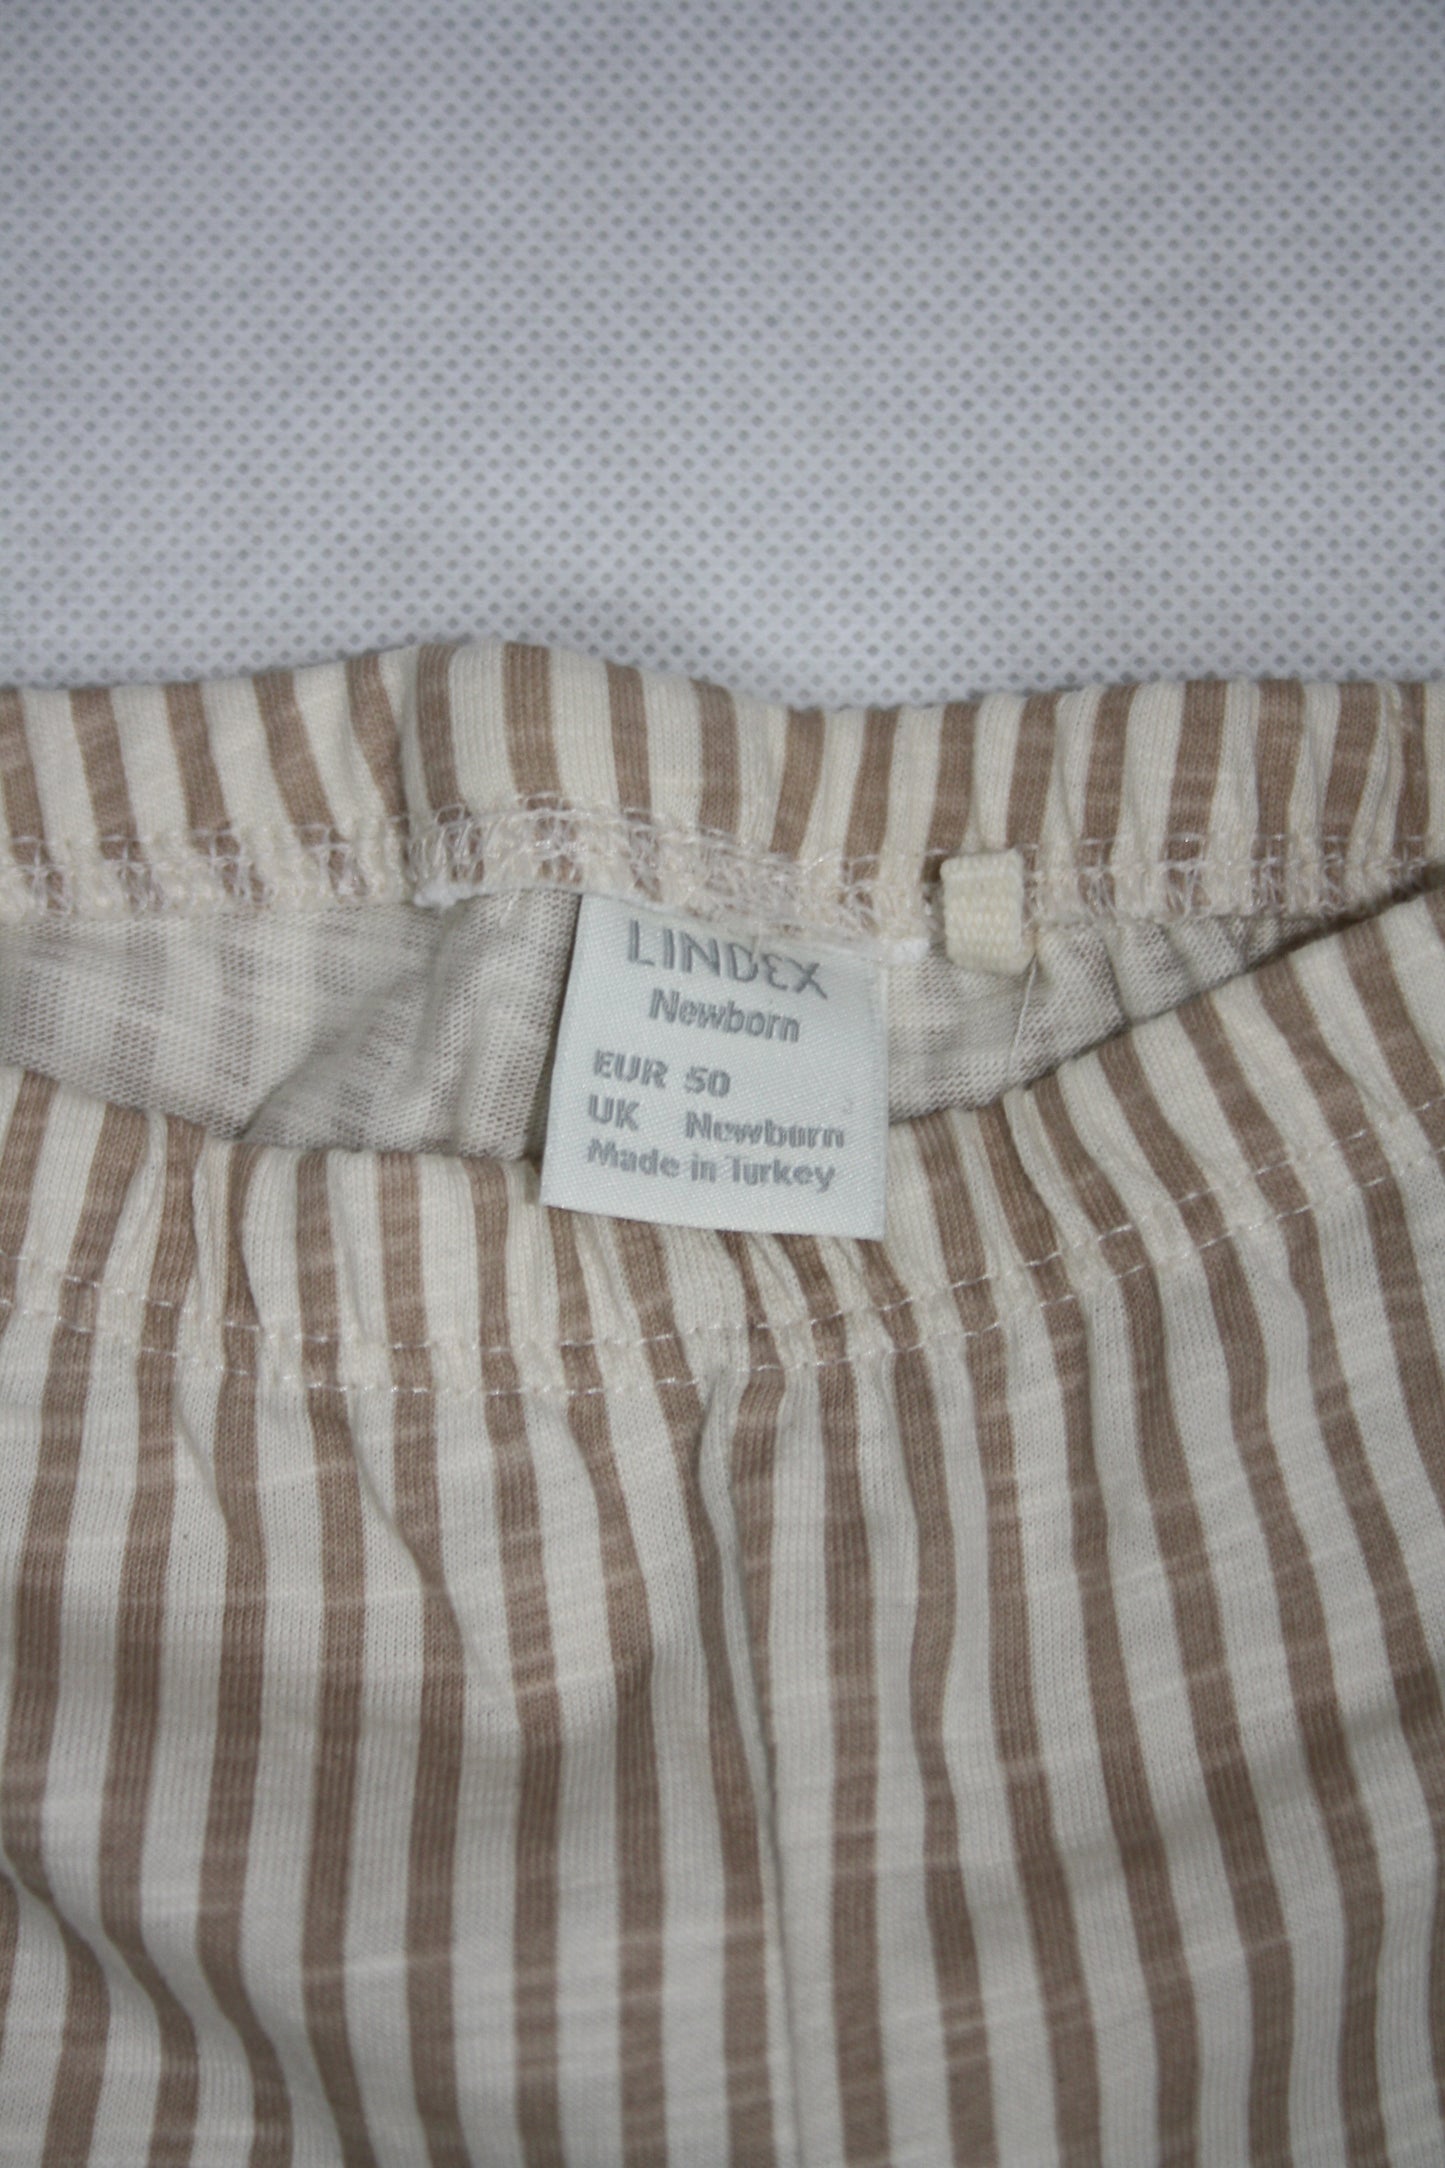 LINDEX
Newborn
EUR 50
UK Newborn
Made in Turkey